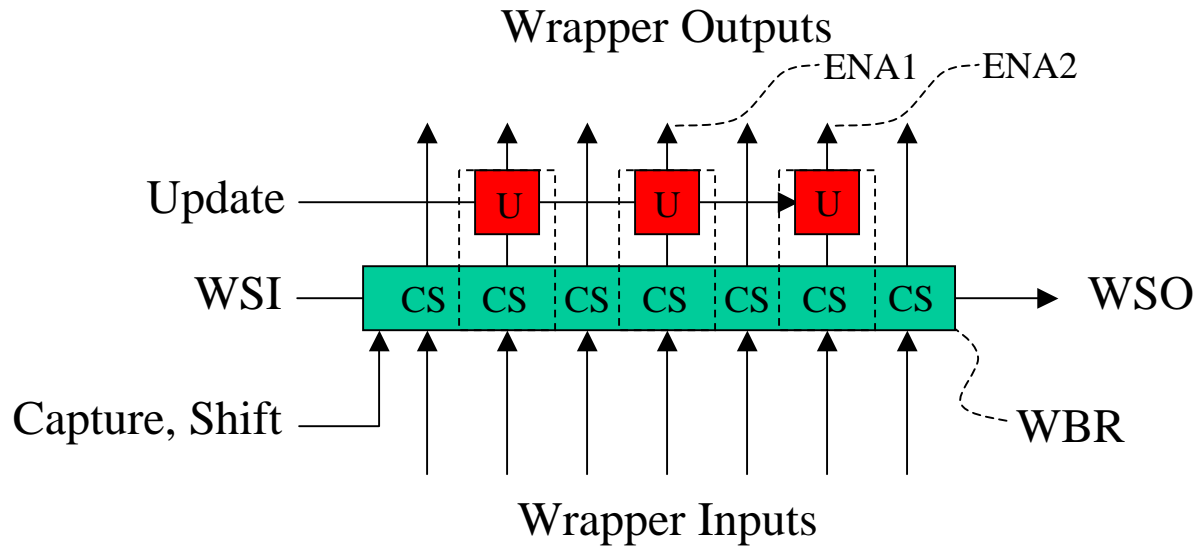 Wrapper Outputs
ENA1
ENA2
Update
U
U
U
WSI
CS
CS
CS
CS
CS
CS
CS
WSO
Capture, Shift
WBR
Wrapper Inputs